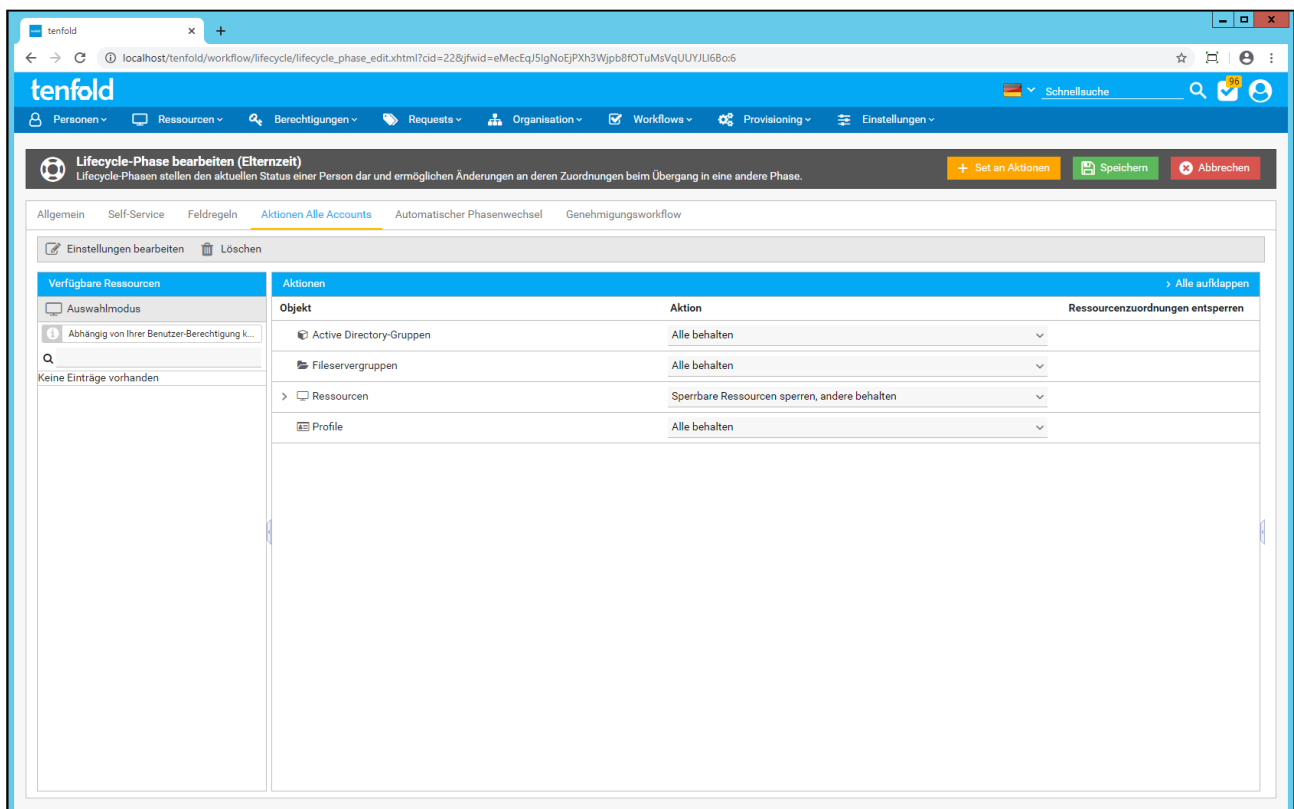 tenfold
localhost/tenfold/workflow/lifecycle/lifecycle_phase_edit.xhtml?cid=22&jfwid=eMecEqJ5IgNoEjPXh3Wjpb8fOTuMsVqUUYJLI6Bo:6
tenfold Schnellsuche 96
Personen Ressourcen Berechtigungen Requests Organisation Workflows Provisioning Einstellungen
Lifecycle-Phase bearbeiten (Elternzeit)
Lifecycle-Phasen stellen den aktuellen Status einer Person dar und ermöglichen Änderungen an deren Zuordnungen beim Übergang in eine andere Phase.
+ Set an Aktionen Speichern Abbrechen
Allgemein Self-Service Feldregeln Aktionen Alle Accounts Automatischer Phasenwechsel Genehmigungsworkflow
Einstellungen bearbeiten Löschen
Verfügbare Ressourcen Aktionen > Alle aufklappen
Auswahlmodus Objekt Aktion Ressourcenzuordnungen entsperren
Abhängig von Ihrer Benutzer-Berechtigung k... Active Directory-Gruppen Alle behalten
Fileservergruppen Alle behalten
Keine Einträge vorhanden
Ressourcen Sperrbare Ressourcen sperren, andere behalten
Profile Alle behalten